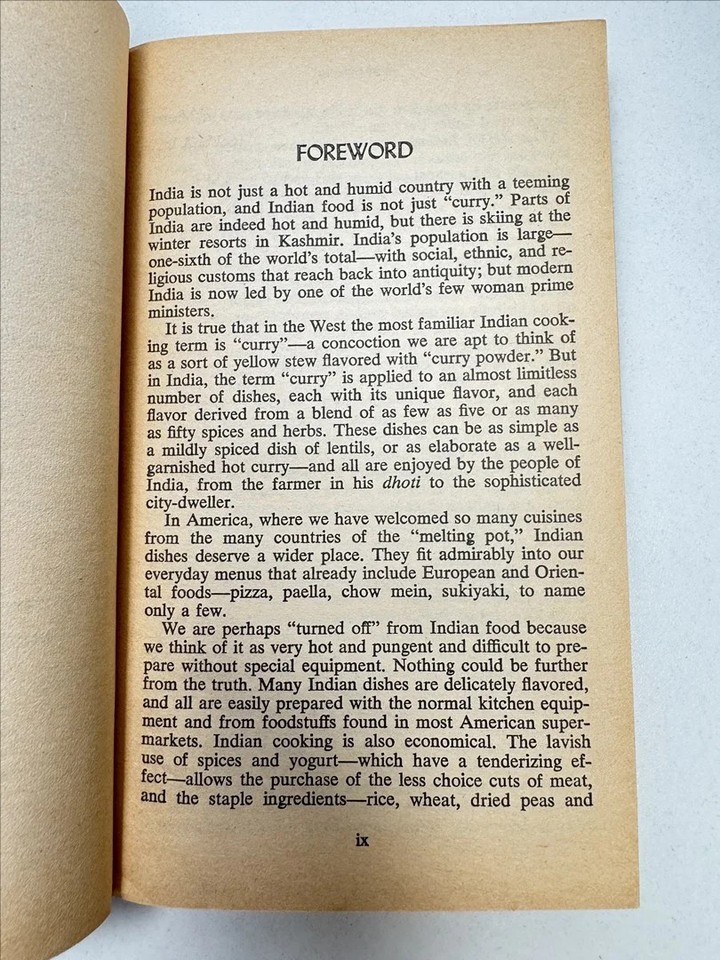 FOREWORD
India is not just a hot and humid country with a teeming
population, and Indian food is not just “curry.” Parts of
India are indeed hot and humid, but there is skiing at the
winter resorts in Kashmir. India’s population is large—
one-sixth of the world’s total—with social, ethnic, and re-
ligious customs that reach back into antiquity; but modern
India is now led by one of the world’s few woman prime
ministers.
It is true that in the West the most familiar Indian cook-
ing term is “curry”—a concoction we are apt to think of
as a sort of yellow stew flavored with “curry powder.” But
in India, the term “curry” is applied to an almost limitless
number of dishes, each with its unique flavor, and each
flavor derived from a blend of as few as five or as many
as fifty spices and herbs. These dishes can be as simple as
a mildly spiced dish of lentils, or as elaborate as a well-
garnished hot curry—and all are enjoyed by the people of
India, from the farmer in his dhoti to the sophisticated
city-dweller.
In America, where we have welcomed so many cuisines
from the many countries of the “melting pot,” Indian
dishes deserve a wider place. They fit admirably into our
everyday menus that already include European and Orien-
tal foods—pizza, paella, chow mein, sukiyaki, to name
only a few.
We are perhaps “turned off” from Indian food because
we think of it as very hot and pungent and difficult to pre-
pare without special equipment. Nothing could be further
from the truth. Many Indian dishes are delicately flavored,
and all are easily prepared with the normal kitchen equip-
ment and from foodstuffs found in most American super-
markets. Indian cooking is also economical. The lavish
use of spices and yogurt—which have a tenderizing ef-
fect—allows the purchase of the less choice cuts of meat,
and the staple ingredients—rice, wheat, dried peas and
ix